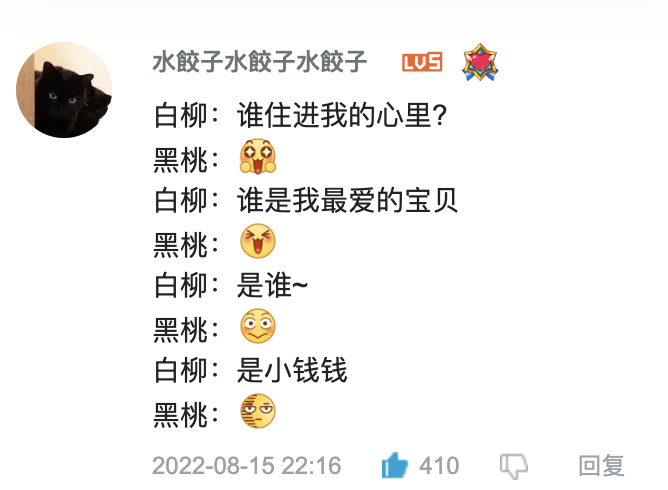 水餃子水餃子水餃子 LV5
白柳：谁住进我的心里?
黑桃：
白柳：谁是我最爱的宝贝
黑桃：
白柳：是谁~
黑桃：
白柳：是小钱钱
黑桃：
2022-08-15 22:16 410 回复